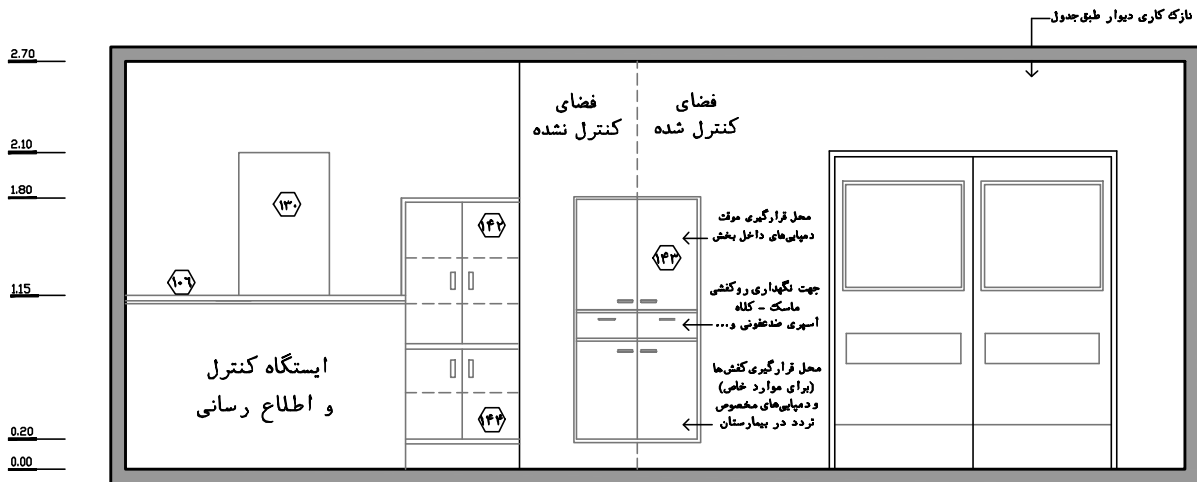 نازک کاری دیوار طبق جدول
2.70
2.10
1.80
1.15
0.20
0.00
فضای
کنترل نشده
فضای
کنترل شده
۱۳۰
۱۴۲
۱۰۶
۱۴۳
۱۴۴
محل قرارگیری موقت
دمپایی‌های داخل بخش
جهت نگهداری روکفشی
ماسک - کلاه
اسپری ضدعفونی و...
محل قرارگیری کفش‌ها
(برای موارد خاص)
و دمپایی‌های مخصوص
تردد در بیمارستان
ایستگاه کنترل
و اطلاع رسانی